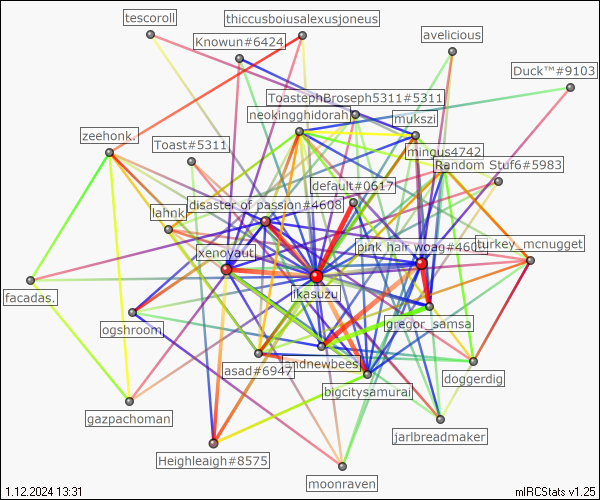 tescoroll
thiccusboiusalexusjoneus
Knowun#6424
avelicious
Duck™#9103
ToastephBroseph5311#5311
neokingghidorah
mukszi
zeehonk.
Toast#5311
mingus4742
Random Stuf6#5983
default#0617
disaster of passion#4608
lahnk
xenoyaut
pink hair woag#460
turkey_mcnugget
ikasuzu
facadas.
ogshroom
gregor_samsa
landnewbees
asad#6947
doggerdig
bigcitysamurai
gazpachoman
jarlbreadmaker
Heighleaigh#8575
moonraven
1.12.2024 13:31
mIRCStats v1.25